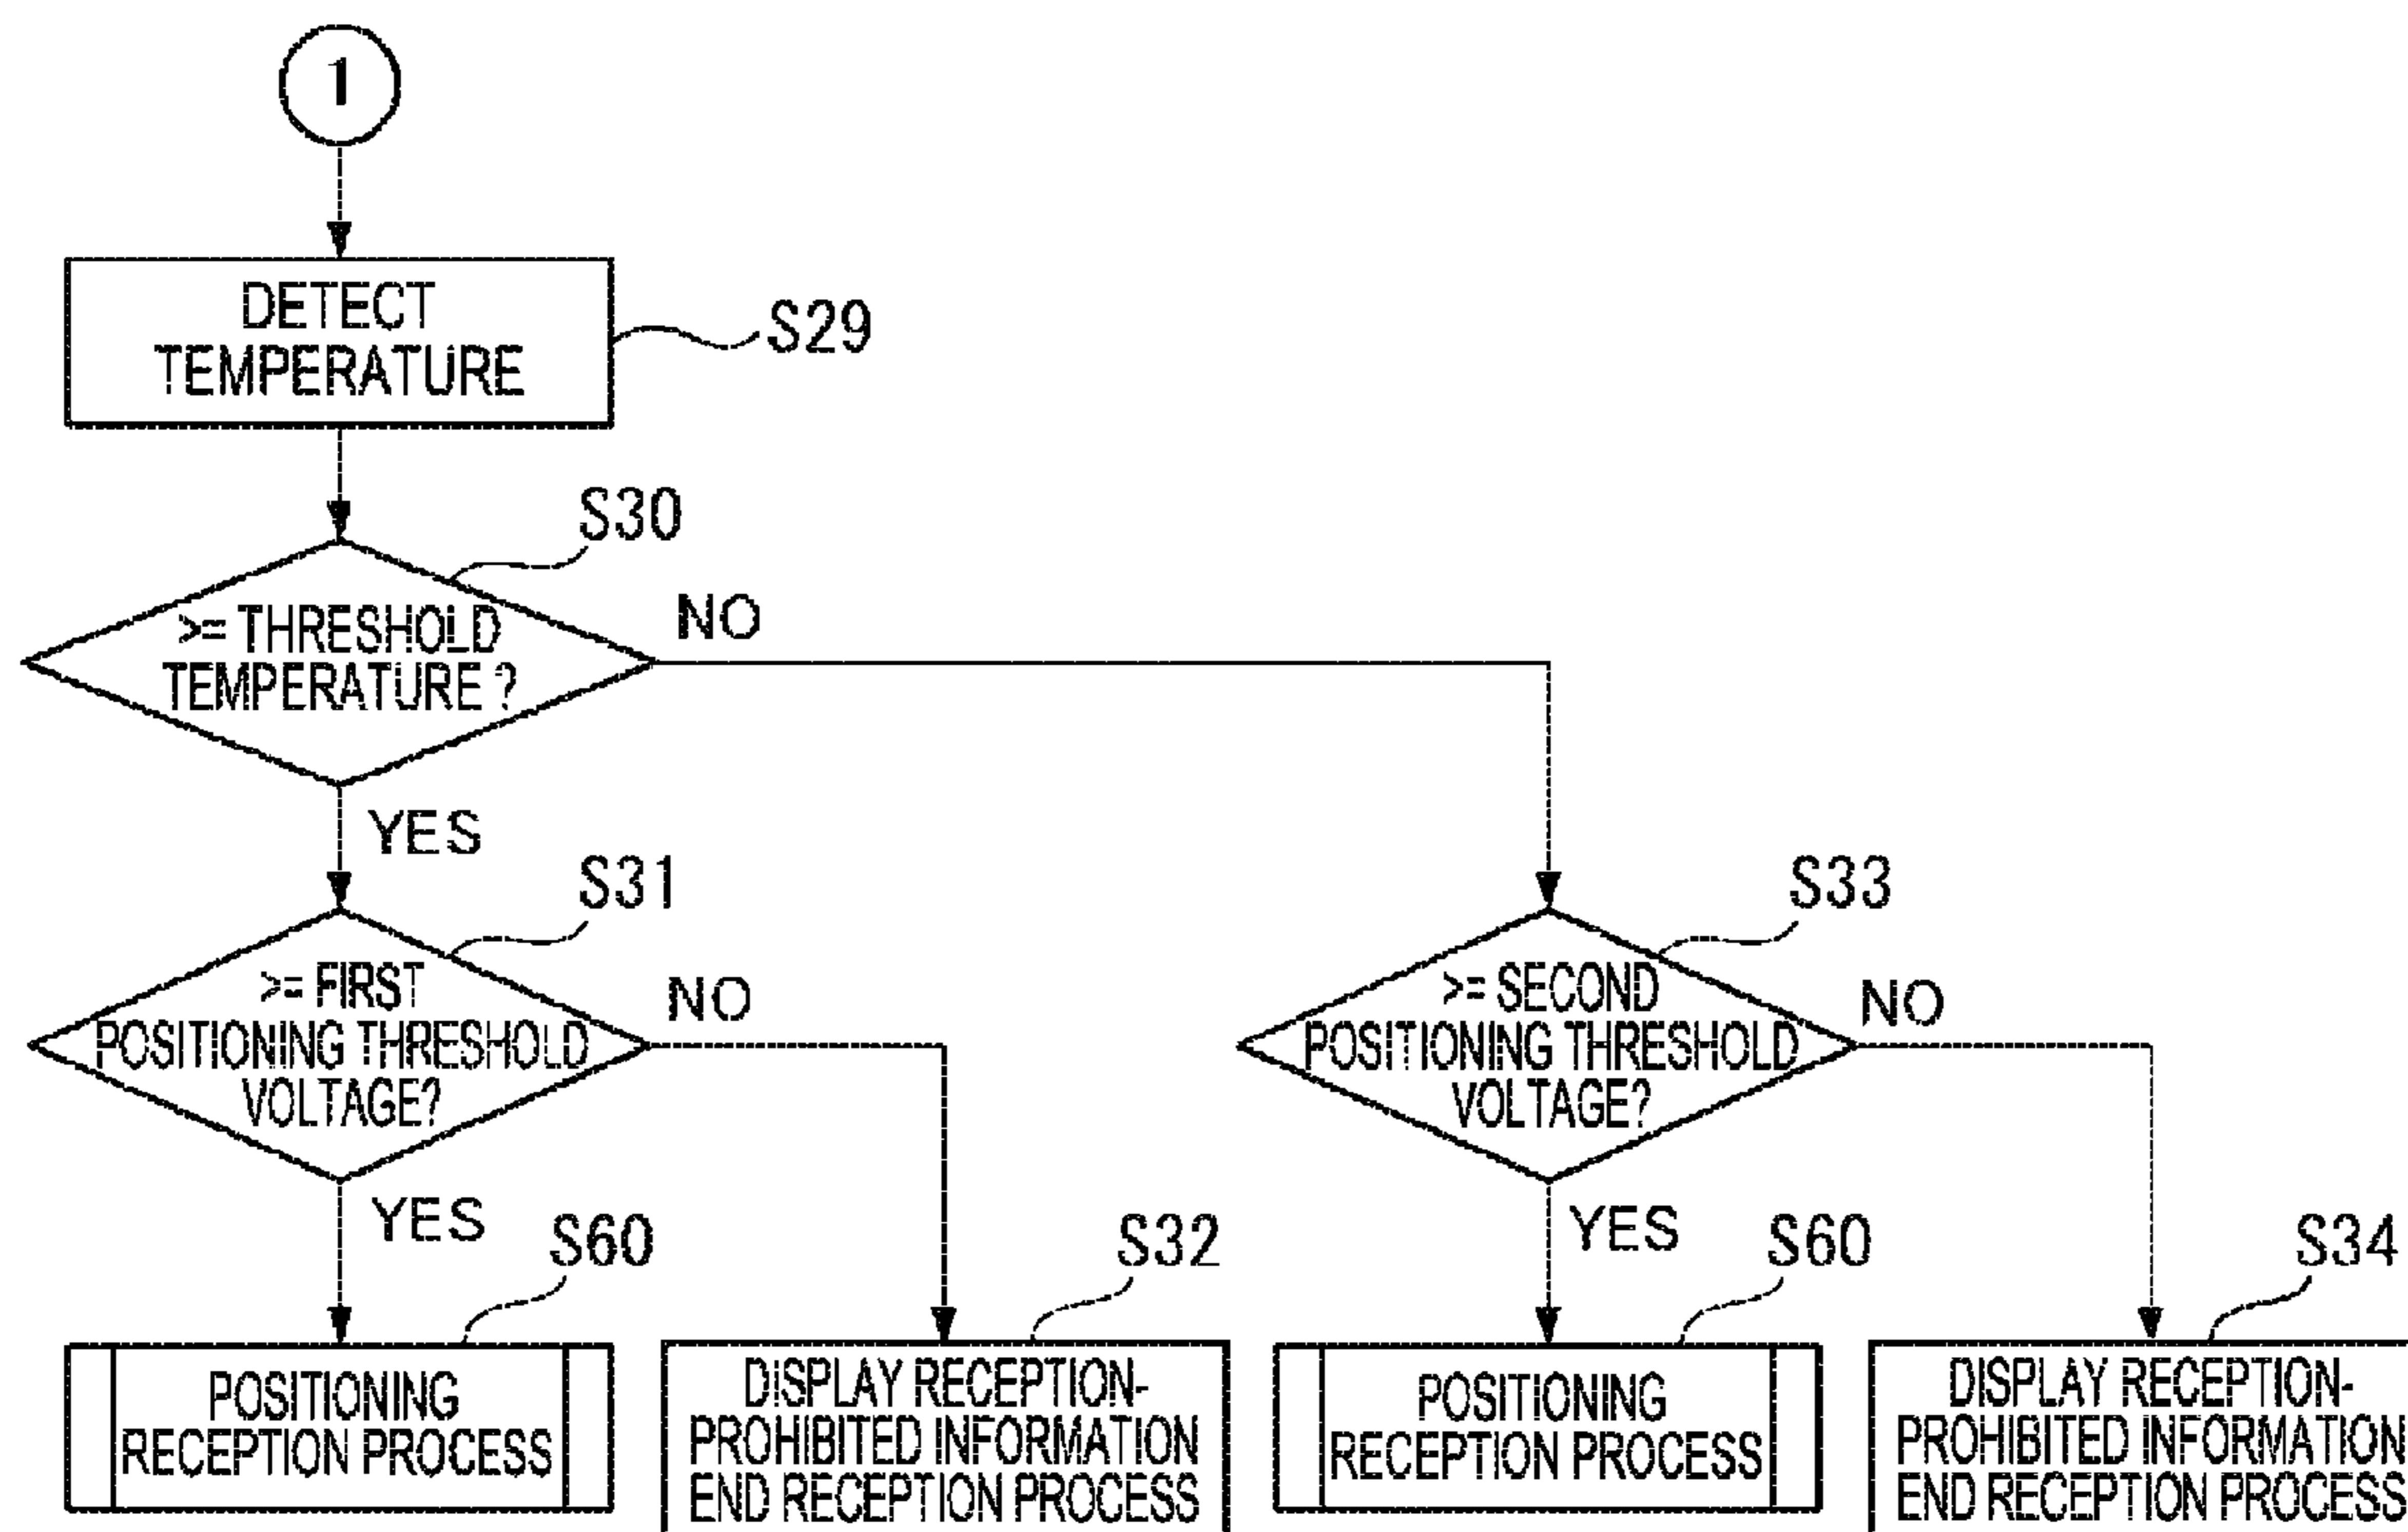 1
DETECT
TEMPERATURE
S29
S30
>= THRESHOLD
TEMPERATURE ?
NO
YES
S31
>= FIRST
POSITIONING THRESHOLD
VOLTAGE?
NO
S33
>= SECOND
POSITIONING THRESHOLD
VOLTAGE?
NO
YES
S60
S32
YES
S60
S34
POSITIONING
RECEPTION PROCESS
DISPLAY RECEPTION-
PROHIBITED INFORMATION
END RECEPTION PROCESS
POSITIONING
RECEPTION PROCESS
DISPLAY RECEPTION-
PROHIBITED INFORMATION
END RECEPTION PROCESS